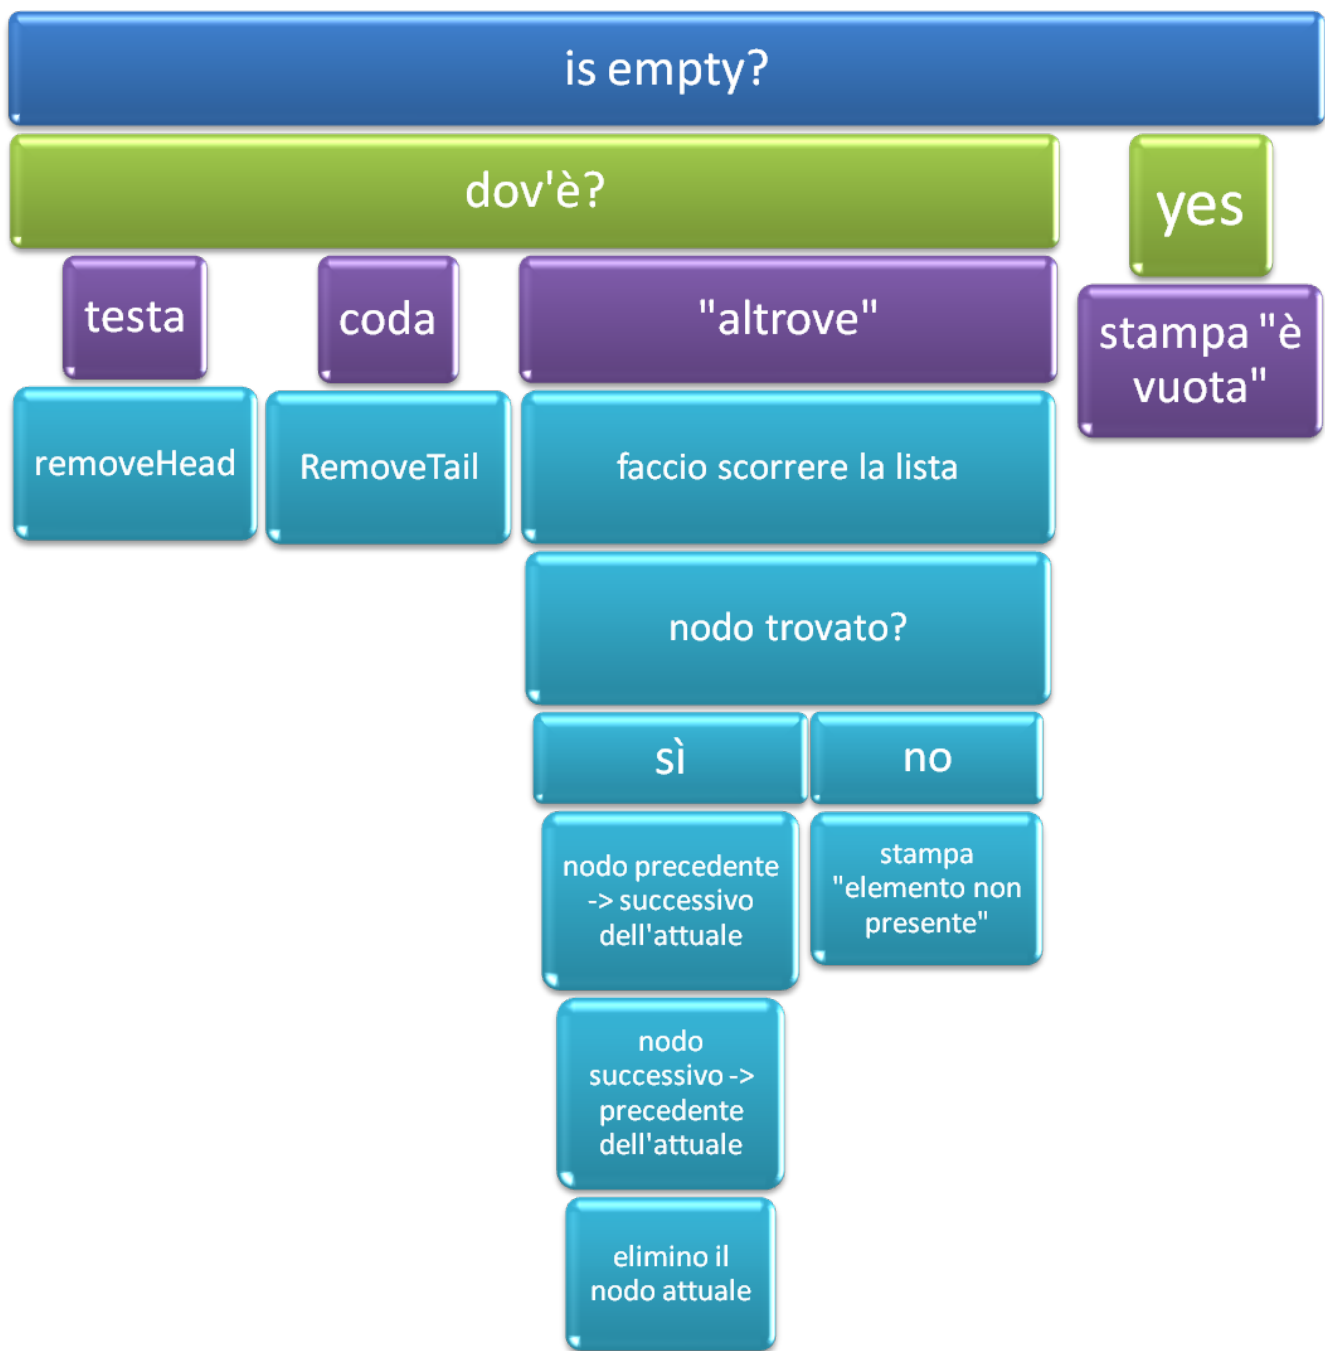 is empty?
dov'è?
yes
testa
coda
"altrove"
stampa "è
vuota"
removeHead
RemoveTail
faccio scorrere la lista
nodo trovato?
sì
no
nodo precedente
-> successivo
dell'attuale
stampa
"elemento non
presente"
nodo
successivo ->
precedente
dell'attuale
elimino il
nodo attuale